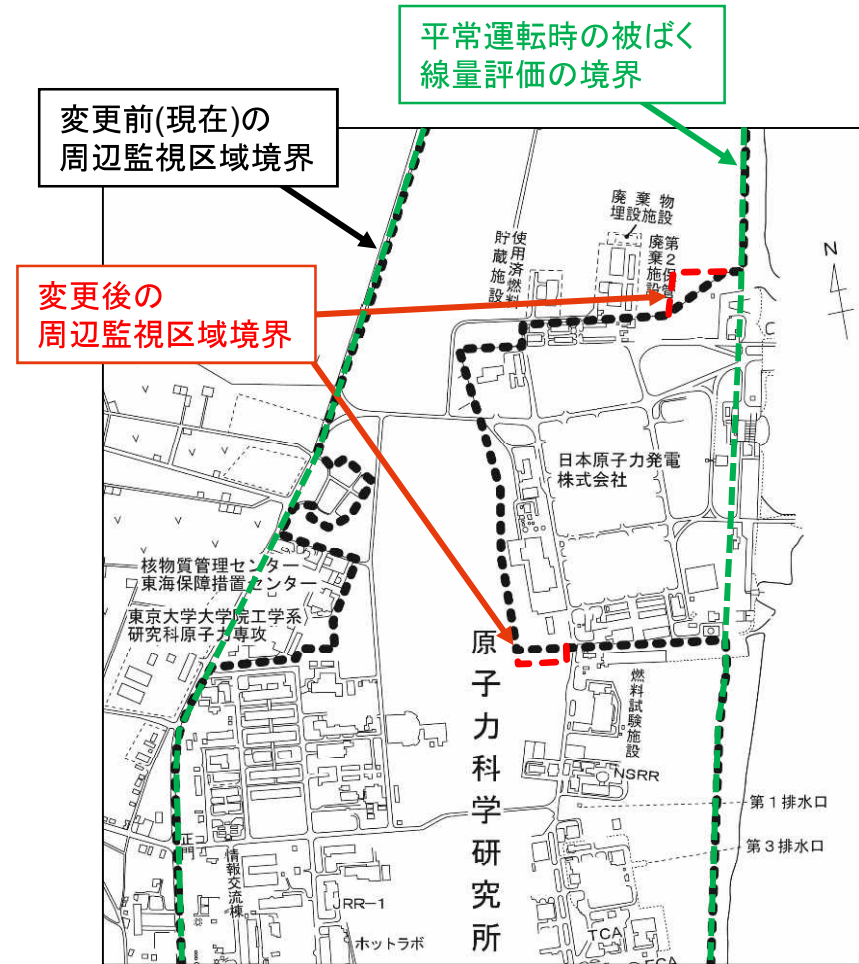 平常運転時の被ばく
線量評価の境界
変更前(現在)の
周辺監視区域境界
変更後の
周辺監視区域境界
廃棄物
埋設施設
使用済燃料
貯蔵施設
第2保管
廃棄施設
N
日本原子力発電
株式会社
核物質管理センター
東海保障措置センター
東京大学大学院工学系
研究科原子力専攻
原子力科学研究所
燃料試験施設
NSRR
第1排水口
第3排水口
正門
情報交流棟
JRR-1
ホットラボ
TCA
FCA